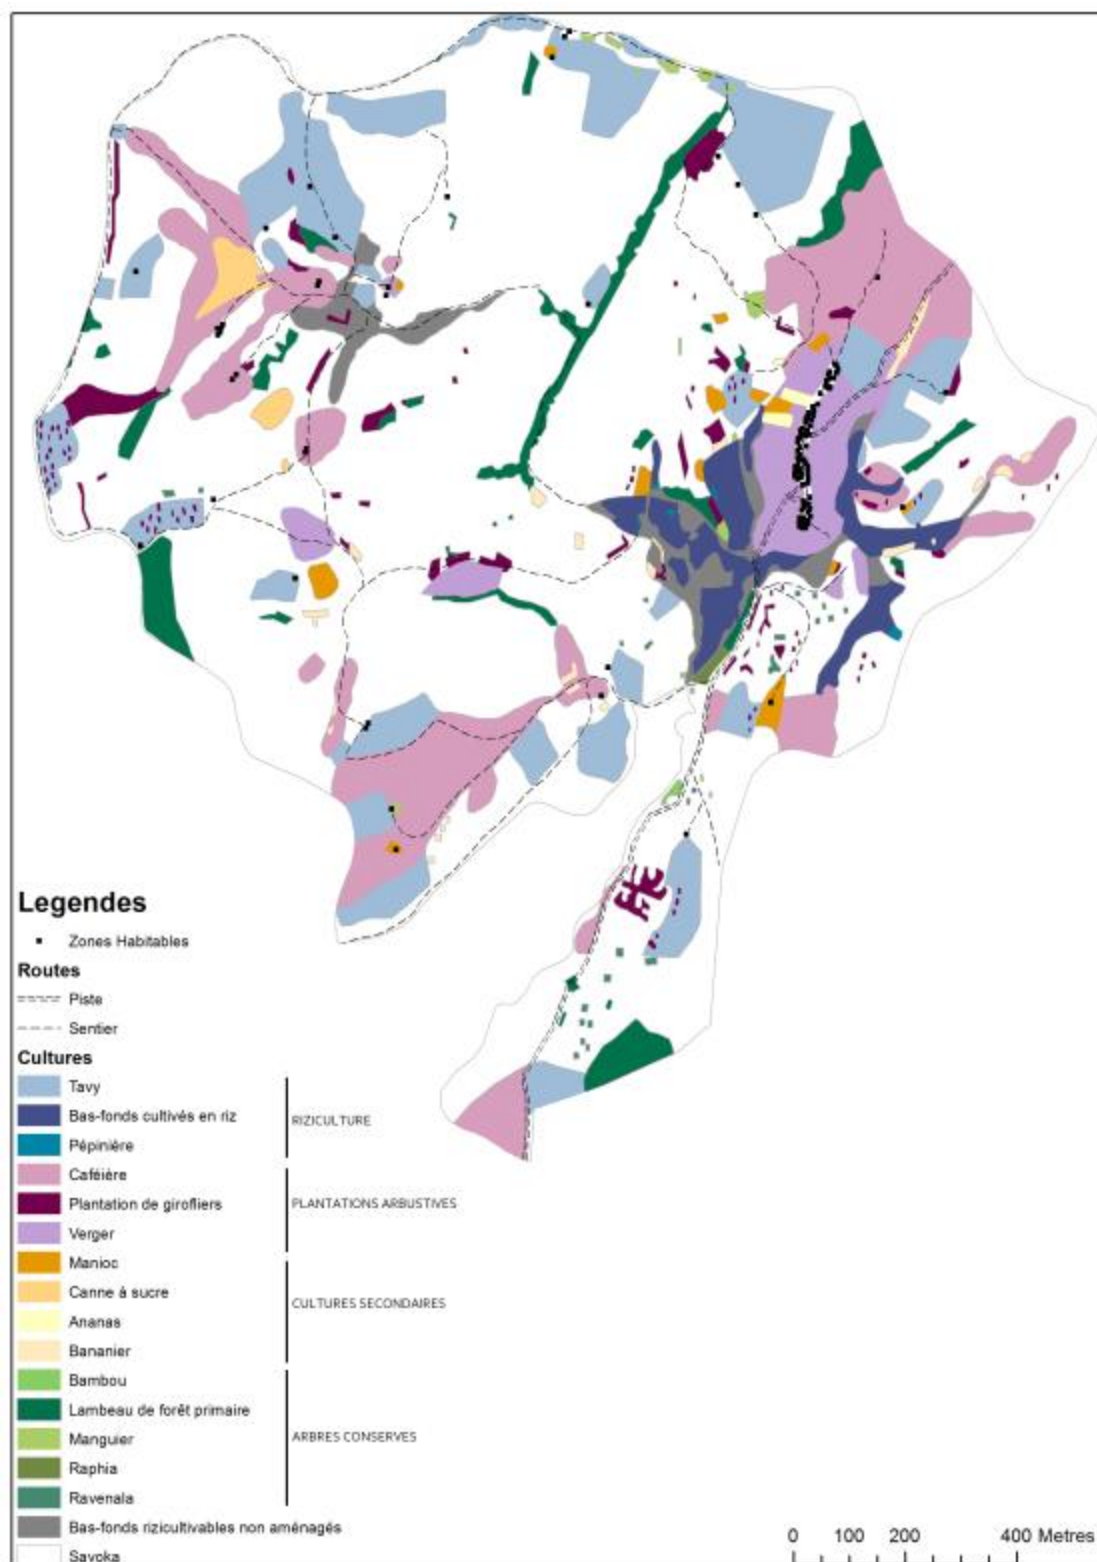 Legendes
Zones Habitables
Routes
Piste
Sentier
Cultures
Tavy
Bas-fonds cultivés en riz
Pépinière
RIZICULTURE
Caféière
Plantation de girofliers
Verger
PLANTATIONS ARBUSTIVES
Manioc
Canne à sucre
Ananas
Bananier
CULTURES SECONDAIRES
Bambou
Lambeau de forêt primaire
Manguier
Raphia
Ravenala
ARBRES CONSERVES
Bas-fonds rizicultivables non aménagés
Savoka
0 100 200 400 Metres